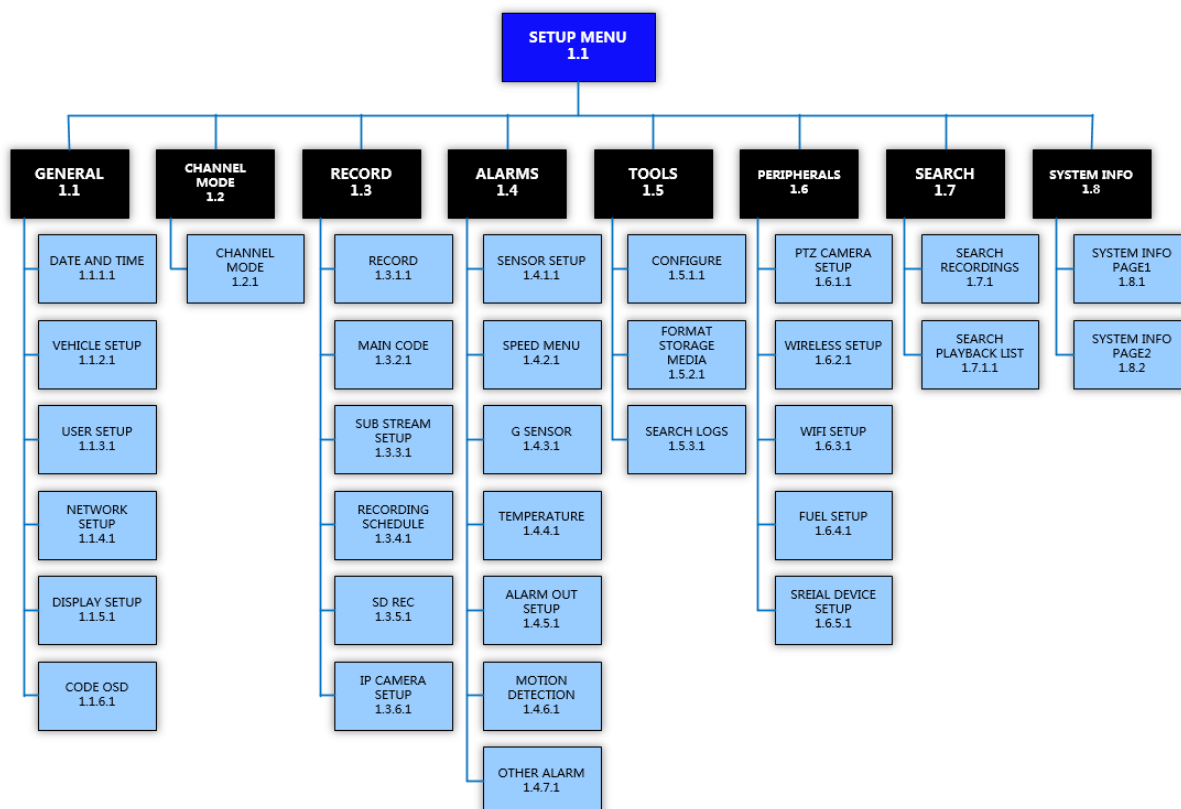 SETUP MENU
1.1
GENERAL
1.1
DATE AND TIME
1.1.1.1
VEHICLE SETUP
1.1.2.1
USER SETUP
1.1.3.1
NETWORK
SETUP
1.1.4.1
DISPLAY SETUP
1.1.5.1
CODE OSD
1.1.6.1
CHANNEL
MODE
1.2
CHANNEL
MODE
1.2.1
RECORD
1.3
RECORD
1.3.1.1
MAIN CODE
1.3.2.1
SUB STREAM
SETUP
1.3.3.1
RECORDING
SCHEDULE
1.3.4.1
SD REC
1.3.5.1
IP CAMERA
SETUP
1.3.6.1
ALARMS
1.4
SENSOR SETUP
1.4.1.1
SPEED MENU
1.4.2.1
G SENSOR
1.4.3.1
TEMPERATURE
1.4.4.1
ALARM OUT
SETUP
1.4.5.1
MOTION
DETECTION
1.4.6.1
OTHER ALARM
1.4.7.1
TOOLS
1.5
CONFIGURE
1.5.1.1
FORMAT
STORAGE
MEDIA
1.5.2.1
SEARCH LOGS
1.5.3.1
PERIPHERALS
1.6
PTZ CAMERA
SETUP
1.6.1.1
WIRELESS SETUP
1.6.2.1
WIFI SETUP
1.6.3.1
FUEL SETUP
1.6.4.1
SREIAL DEVICE
SETUP
1.6.5.1
SEARCH
1.7
SEARCH
RECORDINGS
1.7.1
SEARCH
PLAYBACK LIST
1.7.1.1
SYSTEM INFO
1.8
SYSTEM INFO
PAGE1
1.8.1
SYSTEM INFO
PAGE2
1.8.2